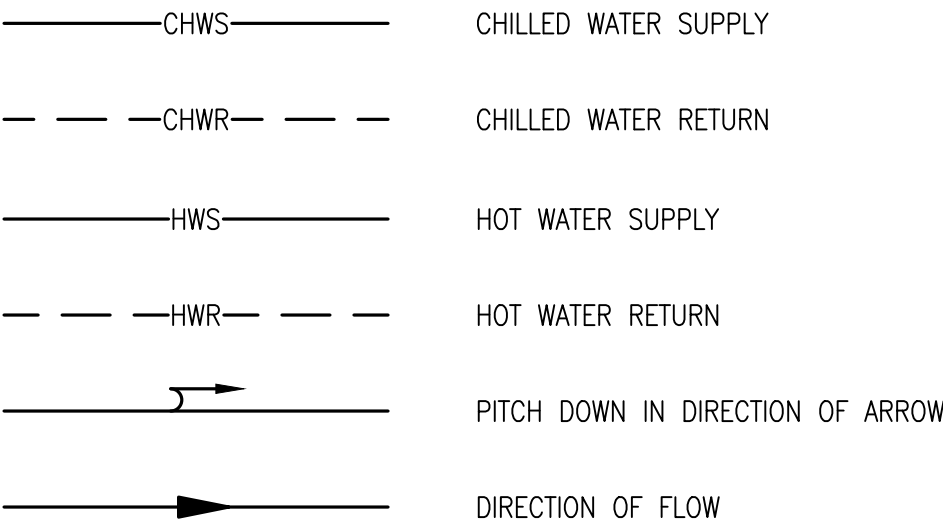 CHWS CHILLED WATER SUPPLY
CHWR CHILLED WATER RETURN
HWS HOT WATER SUPPLY
HWR HOT WATER RETURN
PITCH DOWN IN DIRECTION OF ARROW
DIRECTION OF FLOW